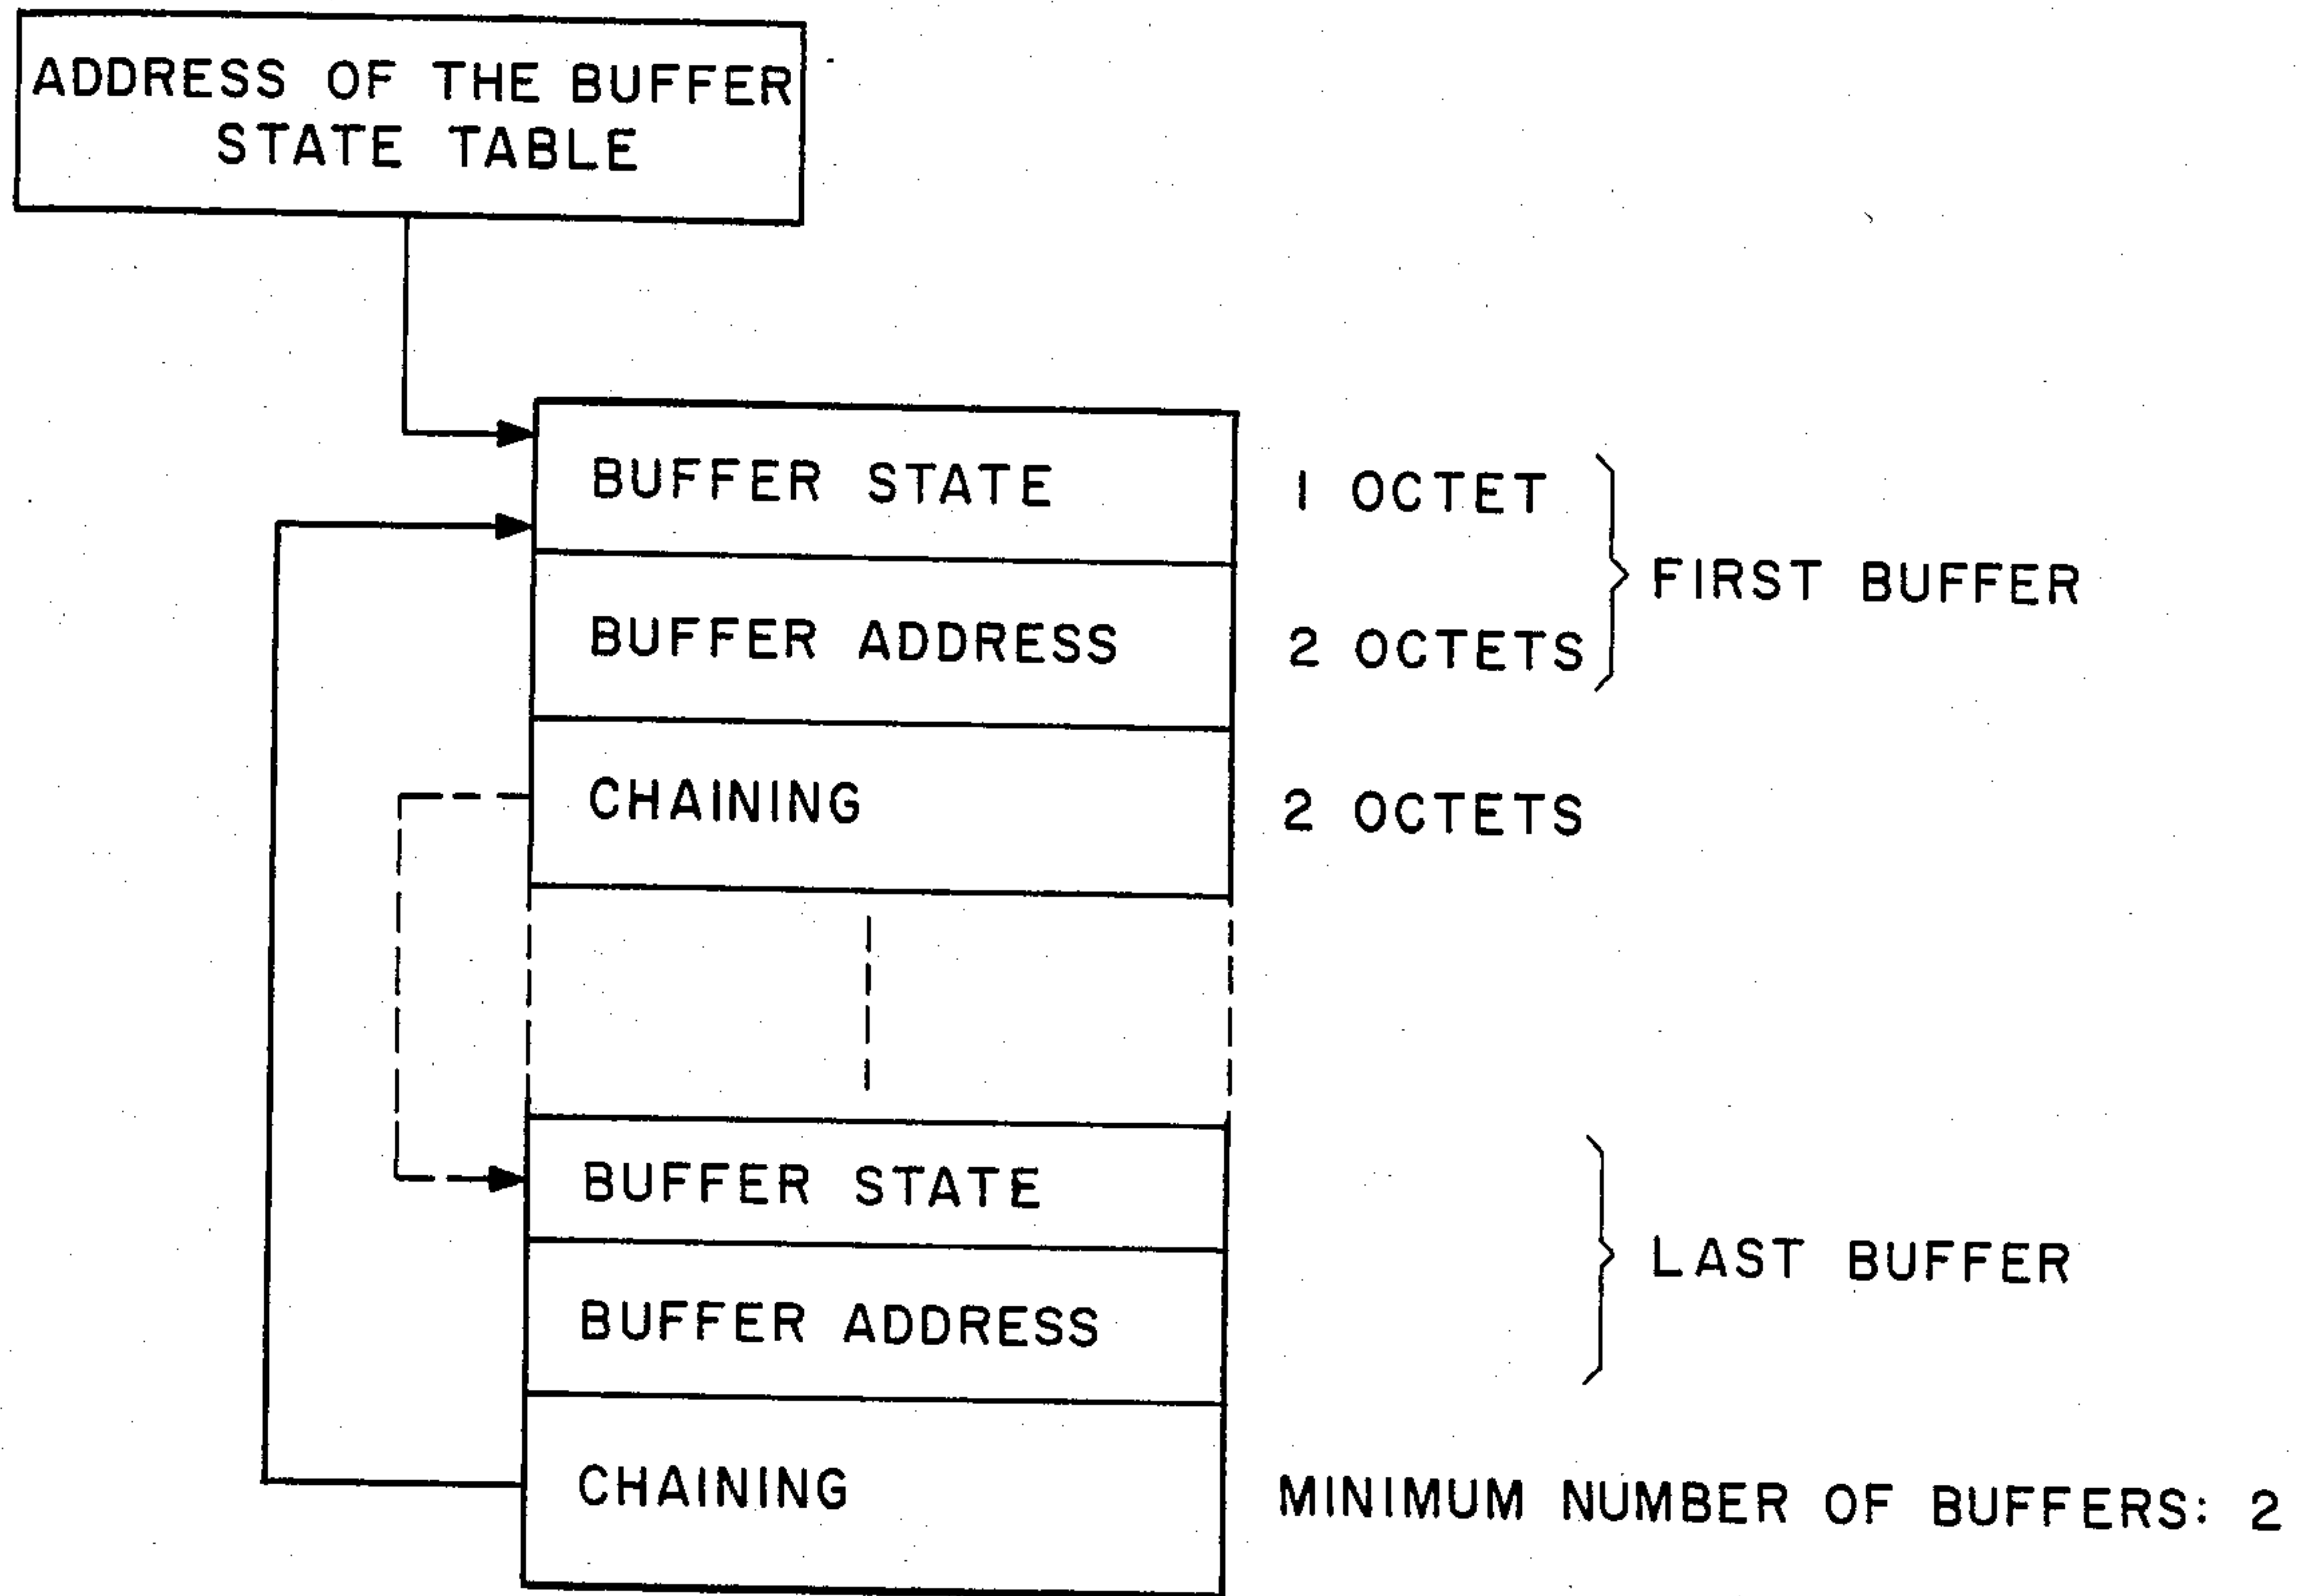 ADDRESS OF THE BUFFER
STATE TABLE
BUFFER STATE
1 OCTET
FIRST BUFFER
BUFFER ADDRESS
2 OCTETS
CHAINING
2 OCTETS
BUFFER STATE
LAST BUFFER
BUFFER ADDRESS
CHAINING
MINIMUM NUMBER OF BUFFERS: 2